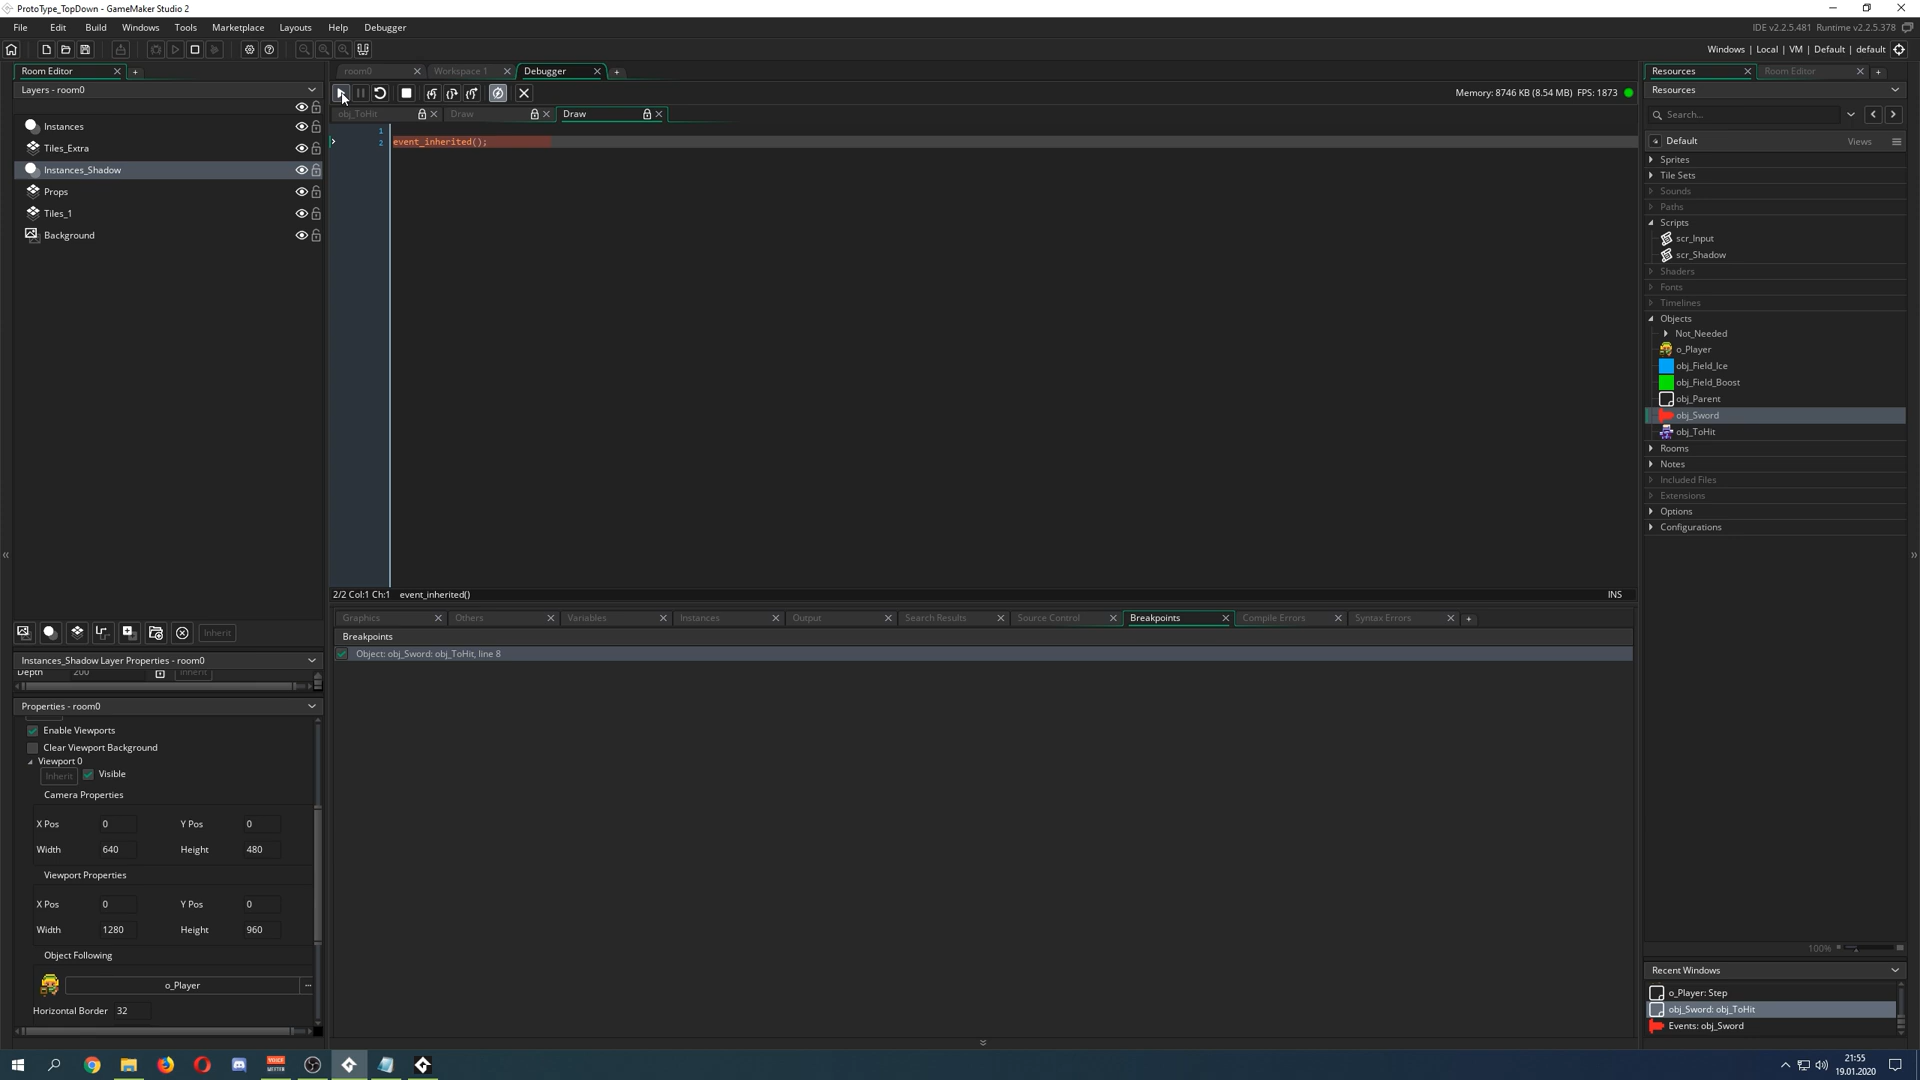 ProtoType_TopDown - GameMaker Studio 2
File Edit Build Windows Tools Marketplace Layouts Help Debugger
IDE v2.2.5.481 Runtime v2.2.5.378
Windows | Local | VM | Default | default
Room Editor
room0
Workspace 1
Debugger
Resources
Room Editor
Layers - room0
Memory: 8746 KB (8.54 MB) FPS: 1873
Resources
obj_ToHit
Draw
Draw
Search...
Instances
Tiles_Extra
Instances_Shadow
Props
Tiles_1
Background
1
2 event_inherited();
Default
Views
Sprites
Tile Sets
Sounds
Paths
Scripts
scr_Input
scr_Shadow
Shaders
Fonts
Timelines
Objects
Not_Needed
o_Player
obj_Field_Ice
obj_Field_Boost
obj_Parent
obj_Sword
obj_ToHit
Rooms
Notes
Included Files
Extensions
Options
Configurations
2/2 Col:1 Ch:1 event_inherited()
INS
Graphics
Others
Variables
Instances
Output
Search Results
Source Control
Breakpoints
Compile Errors
Syntax Errors
Breakpoints
Object: obj_Sword: obj_ToHit, line 8
Inherit
Instances_Shadow Layer Properties - room0
Depth 200 Inherit
Properties - room0
Enable Viewports
Clear Viewport Background
Viewport 0
Inherit Visible
Camera Properties
X Pos 0 Y Pos 0
Width 640 Height 480
Viewport Properties
X Pos 0 Y Pos 0
Width 1280 Height 960
Object Following
o_Player
Horizontal Border 32
100%
Recent Windows
o_Player: Step
obj_Sword: obj_ToHit
Events: obj_Sword
21:55
19.01.2020